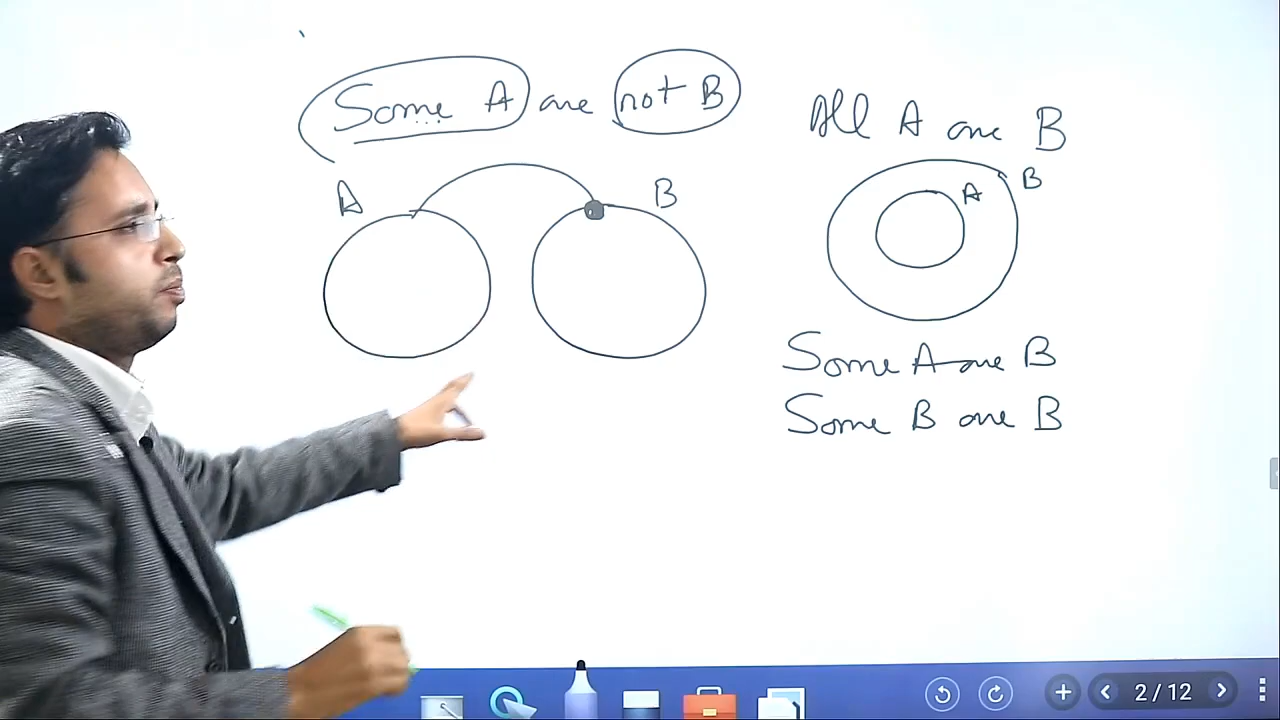 Some A are not B
A
B
All A are B
A
B
Some A are B
Some B are B
2 / 12